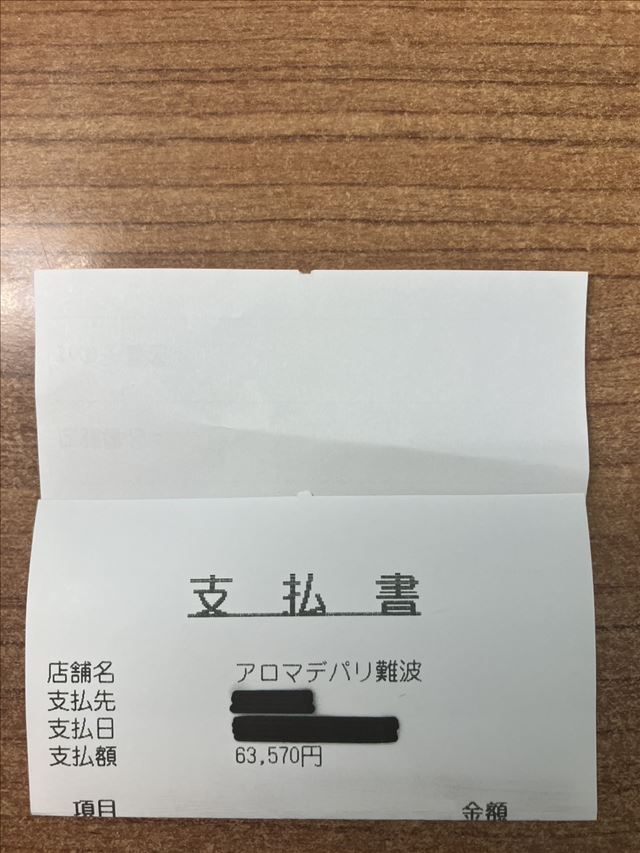 支払書
店舗名 アロマデパリ難波
支払先
支払日
支払額 63,570円
項目 金額